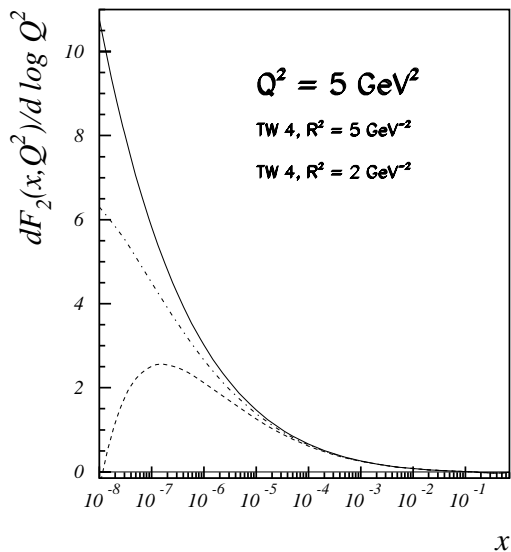 dF₂(x,Q²)/d log Q²
10
8
6
4
2
0
Q² = 5 GeV²
TW 4, R² = 5 GeV⁻²
TW 4, R² = 2 GeV⁻²
10⁻⁸ 10⁻⁷ 10⁻⁶ 10⁻⁵ 10⁻⁴ 10⁻³ 10⁻² 10⁻¹
x